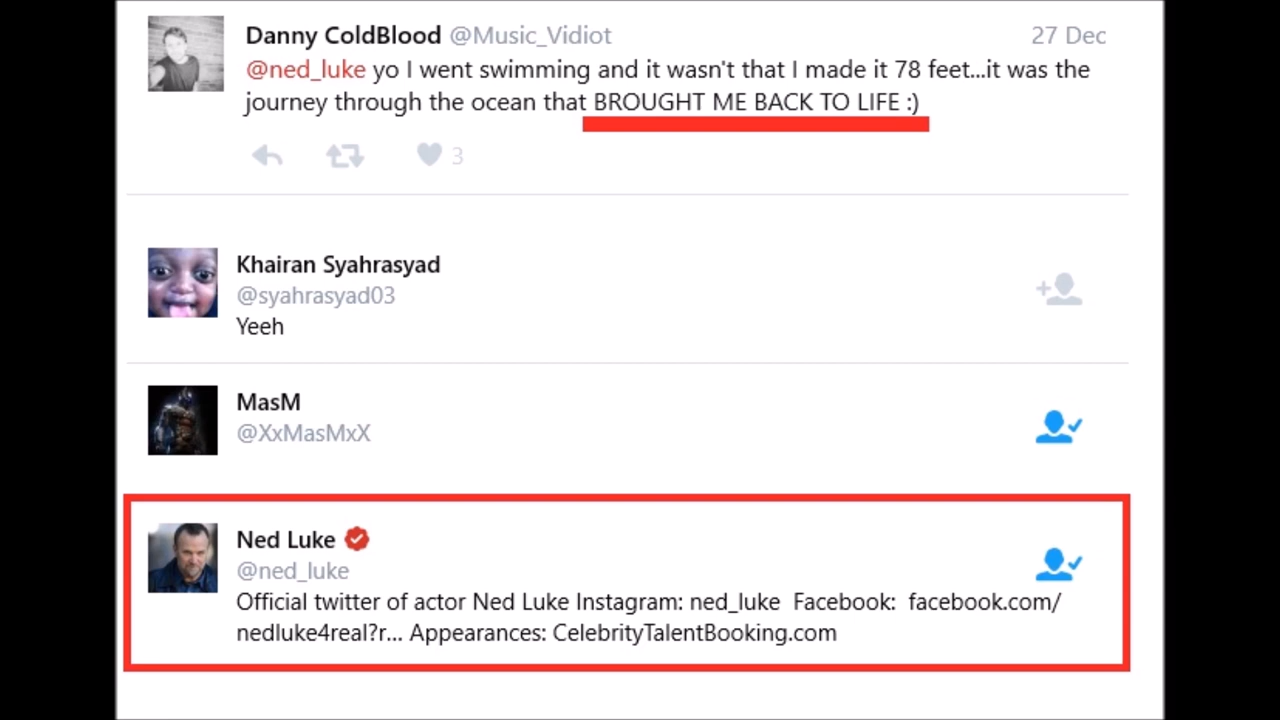 Danny ColdBlood @Music_Vidiot 27 Dec
@ned_luke yo I went swimming and it wasn't that I made it 78 feet...it was the
journey through the ocean that BROUGHT ME BACK TO LIFE :)
3
Khairan Syahrasyad
@syahrasyad03
Yeeh
MasM
@XxMasMxX
Ned Luke
@ned_luke
Official twitter of actor Ned Luke Instagram: ned_luke  Facebook:  facebook.com/
nedluke4real?r... Appearances: CelebrityTalentBooking.com